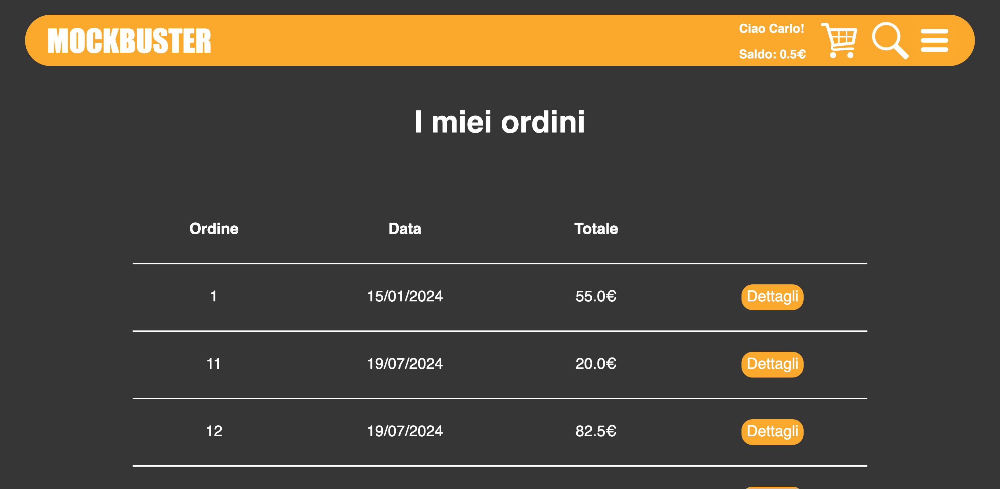 MOCKBUSTER
Ciao Carlo!
Saldo: 0.5€
I miei ordini
Ordine Data Totale
1 15/01/2024 55.0€ Dettagli
11 19/07/2024 20.0€ Dettagli
12 19/07/2024 82.5€ Dettagli